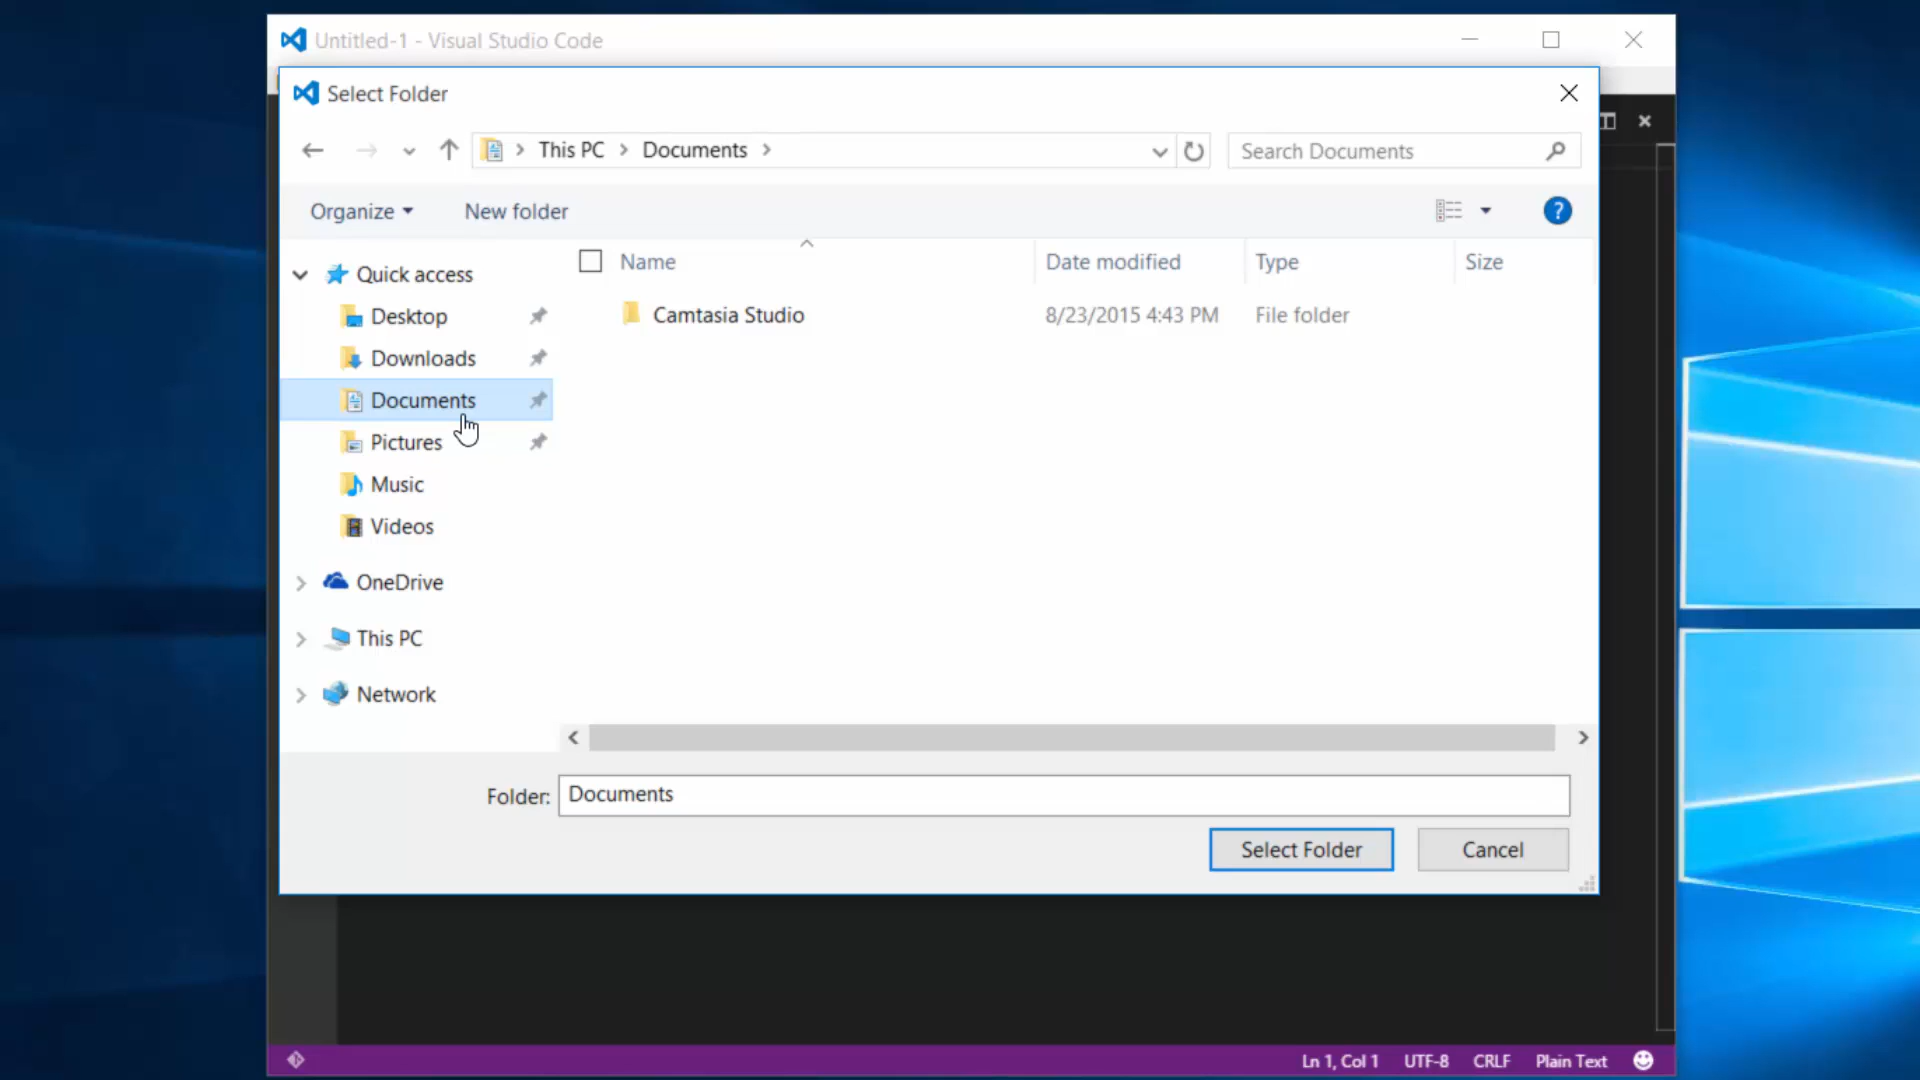 Untitled-1 - Visual Studio Code
Select Folder
This PC > Documents >
Search Documents
Organize
New folder
?
Name
Date modified
Type
Size
Quick access
Desktop
Downloads
Documents
Pictures
Music
Videos
OneDrive
This PC
Network
Camtasia Studio
8/23/2015 4:43 PM
File folder
Folder: Documents
Select Folder
Cancel
Ln 1, Col 1
UTF-8
CRLF
Plain Text